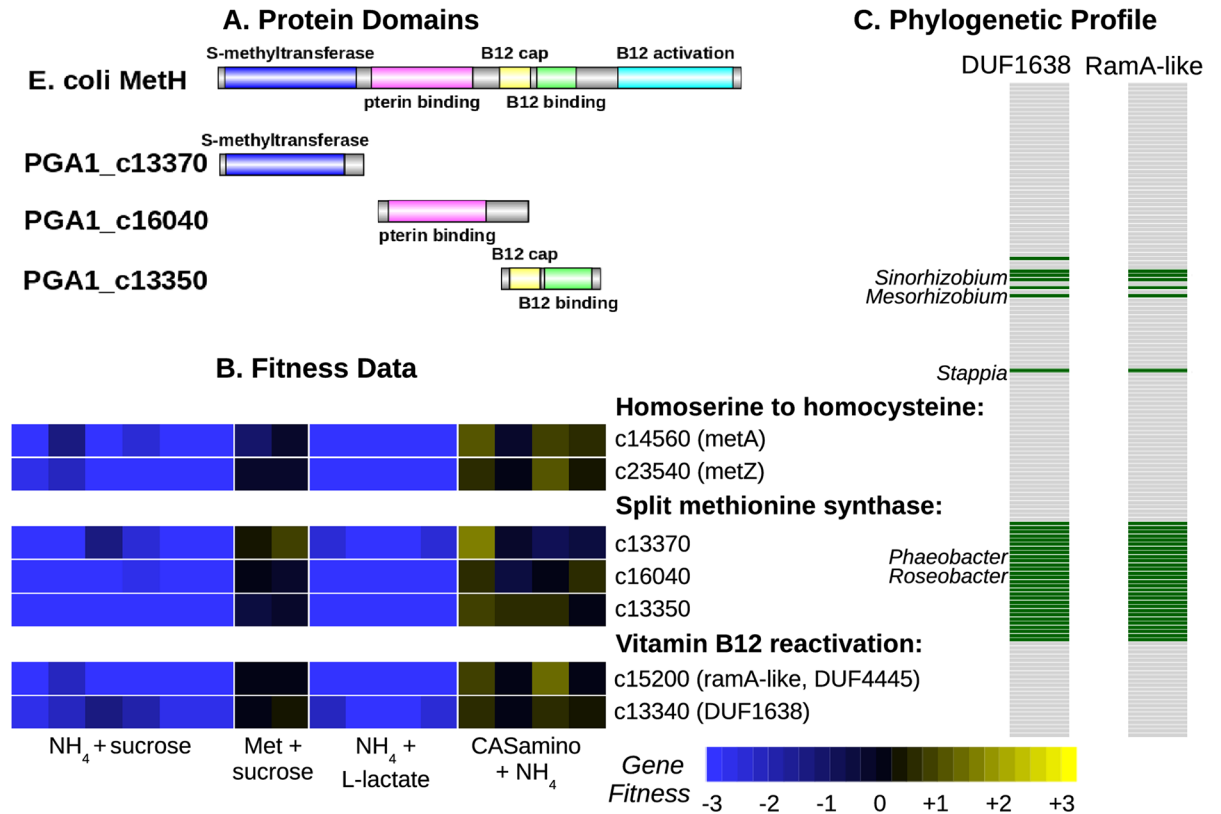 A. Protein Domains
S-methyltransferase
B12 cap
B12 activation
E. coli MetH
pterin binding
B12 binding
S-methyltransferase
PGA1_c13370
PGA1_c16040
pterin binding
B12 cap
PGA1_c13350
B12 binding
C. Phylogenetic Profile
DUF1638 RamA-like
Sinorhizobium
Mesorhizobium
Stappia
Phaeobacter
Roseobacter
B. Fitness Data
Homoserine to homocysteine:
c14560 (metA)
c23540 (metZ)
Split methionine synthase:
c13370
c16040
c13350
Vitamin B12 reactivation:
c15200 (ramA-like, DUF4445)
c13340 (DUF1638)
NH4 + sucrose
Met +
sucrose
NH4 +
L-lactate
CASamino
+ NH4
Gene
Fitness
-3 -2 -1 0 +1 +2 +3